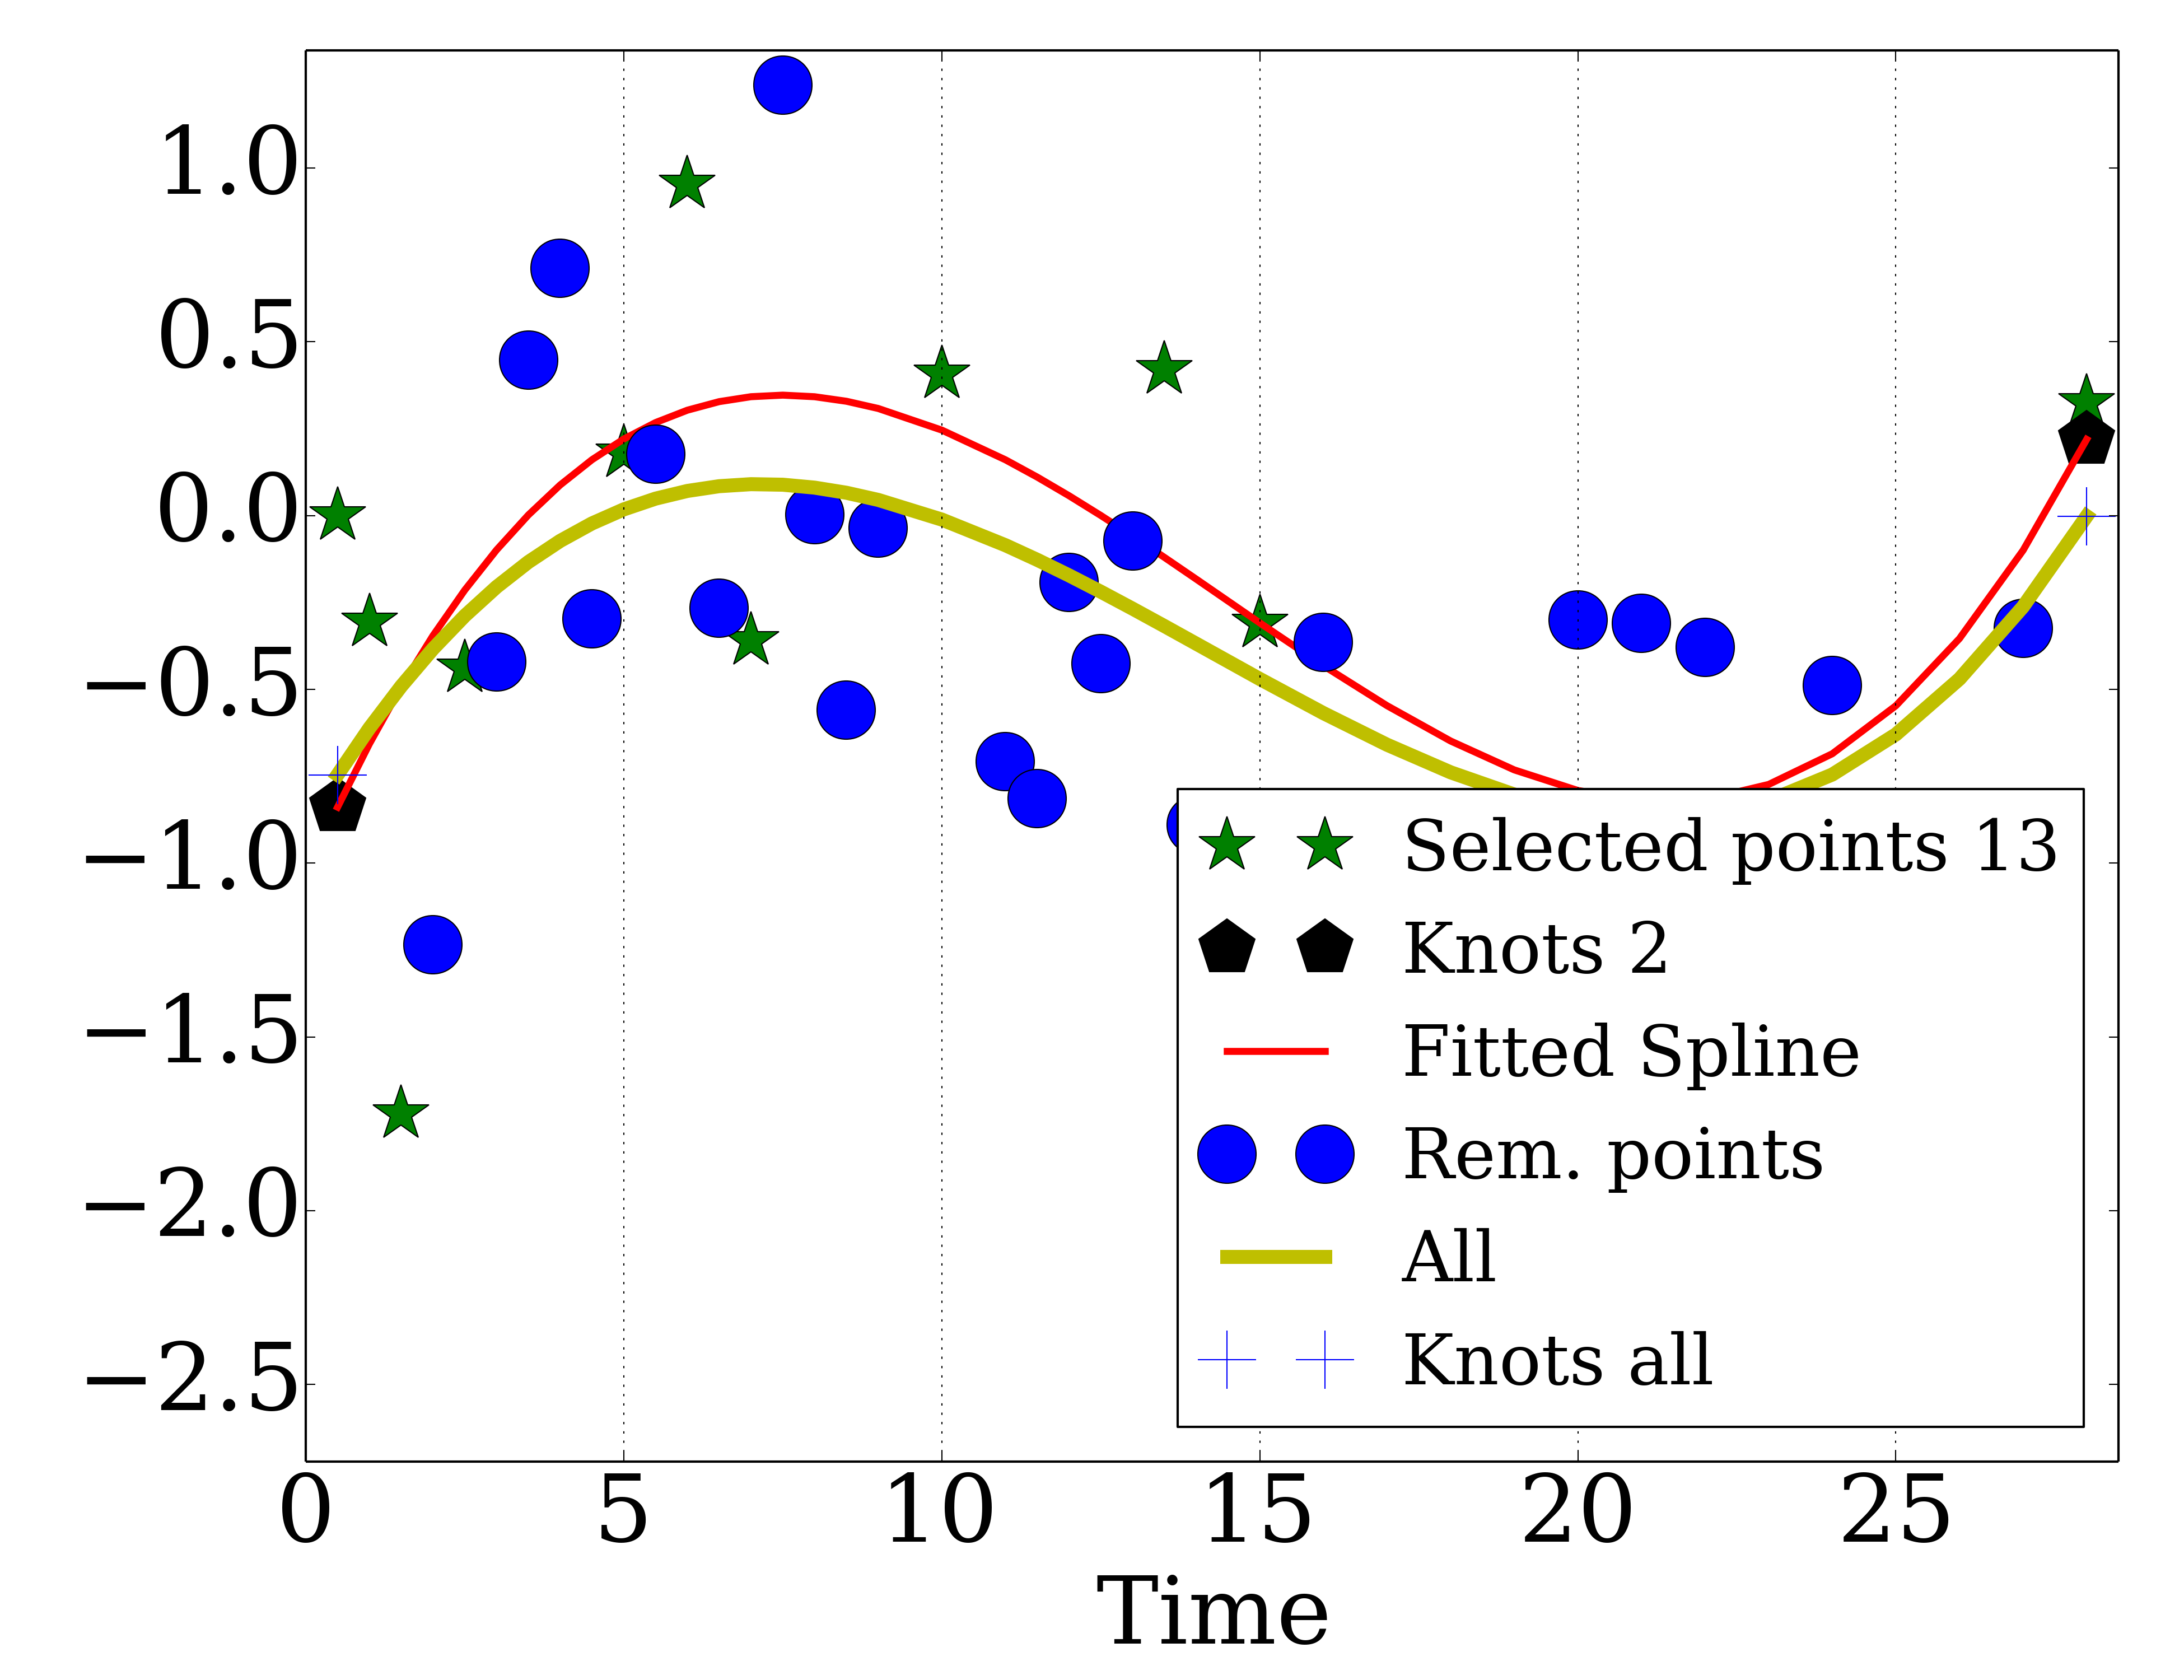 1.0
0.5
0.0
−0.5
−1.0
−1.5
−2.0
−2.5
Selected points 13
Knots 2
Fitted Spline
Rem. points
All
Knots all
0 5 10 15 20 25
Time